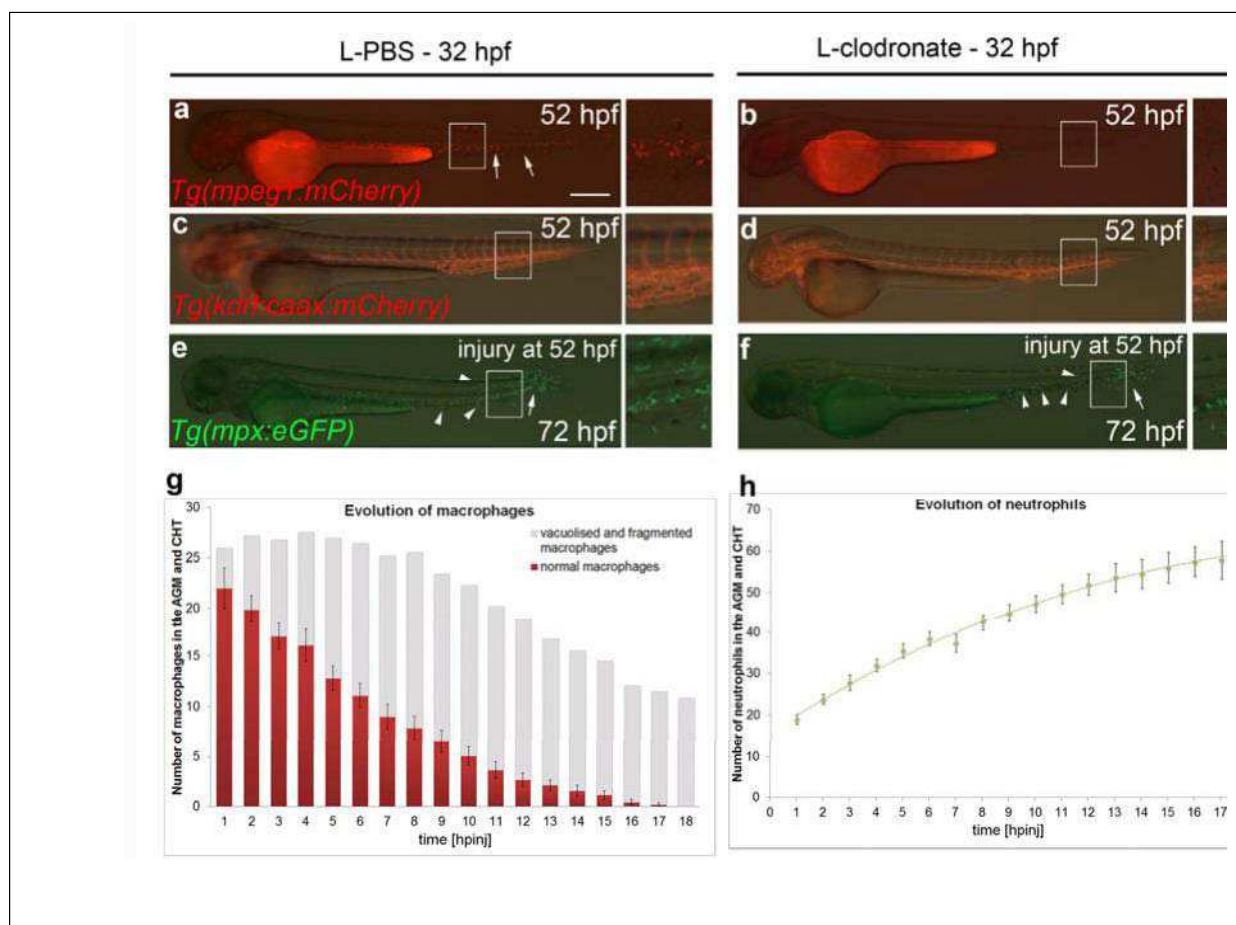 L-PBS - 32 hpf
L-clodronate - 32 hpf
a
52 hpf
Tg(mpeg1:mCherry)
b
52 hpf
c
52 hpf
Tg(kdrl:caax:mCherry)
d
52 hpf
e
injury at 52 hpf
Tg(mpx:eGFP)
72 hpf
f
injury at 52 hpf
72 hpf
g
Evolution of macrophages
vacuolised and fragmented
macrophages
normal macrophages
Number of macrophages in the AGM and CHT
30
25
20
15
10
5
0
1 2 3 4 5 6 7 8 9 10 11 12 13 14 15 16 17 18
time [hpinj]
h
Evolution of neutrophils
Number of neutrophils in the AGM and CHT
70
60
50
40
30
20
10
0
0 1 2 3 4 5 6 7 8 9 10 11 12 13 14 15 16 17
time [hpinj]